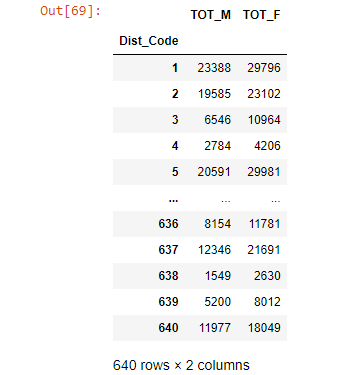 Out[69]:
TOT_M TOT_F
Dist_Code
1 23388 29796
2 19585 23102
3 6546 10964
4 2784 4206
5 20591 29981
... ... ...
636 8154 11781
637 12346 21691
638 1549 2630
639 5200 8012
640 11977 18049
640 rows × 2 columns